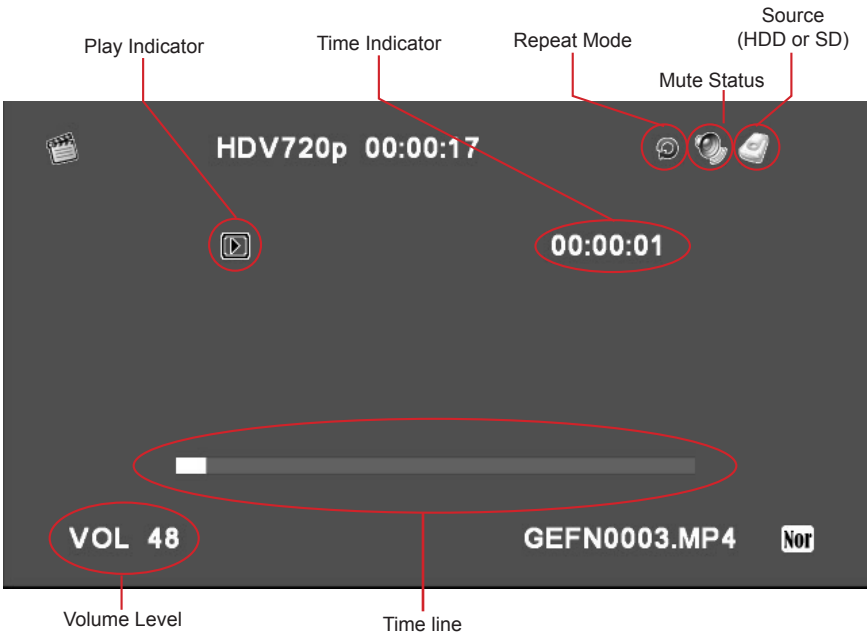 Source
(HDD or SD)
Play Indicator
Time Indicator
Repeat Mode
Mute Status
HDV720p 00:00:17
00:00:01
VOL 48
GEFN0003.MP4
Nor
Volume Level
Time line